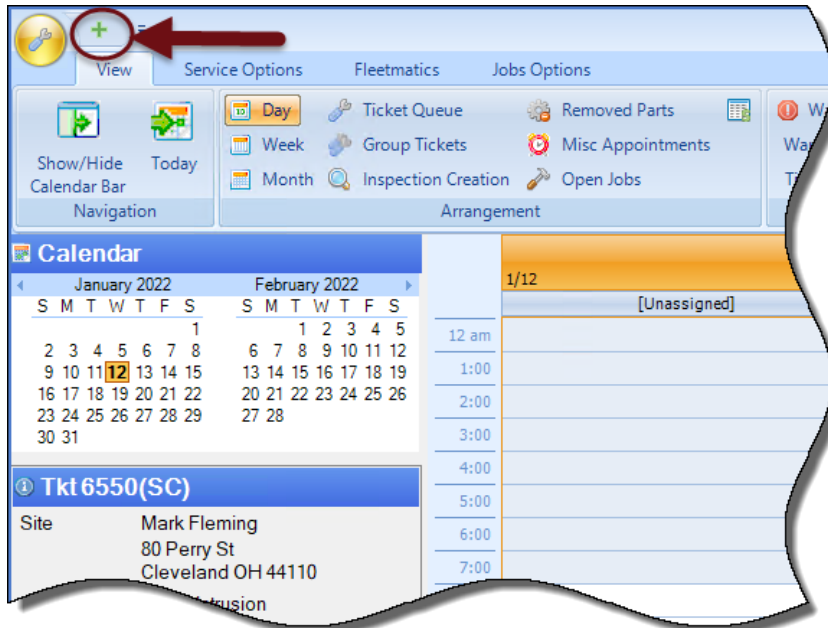 View Service Options Fleetmatics Jobs Options
Day Ticket Queue Removed Parts
Week Group Tickets Misc Appointments
Show/Hide Calendar Bar Today
Month Inspection Creation Open Jobs
Navigation Arrangement
Calendar
January 2022 February 2022
S M T W T F S S M T W T F S
1 1 2 3 4 5
2 3 4 5 6 7 8 6 7 8 9 10 11 12
9 10 11 12 13 14 15 13 14 15 16 17 18 19
16 17 18 19 20 21 22 20 21 22 23 24 25 26
23 24 25 26 27 28 29 27 28
30 31
Tkt 6550(SC)
Site Mark Fleming
80 Perry St
Cleveland OH 44110
1/12
[Unassigned]
12 am
1:00
2:00
3:00
4:00
5:00
6:00
7:00